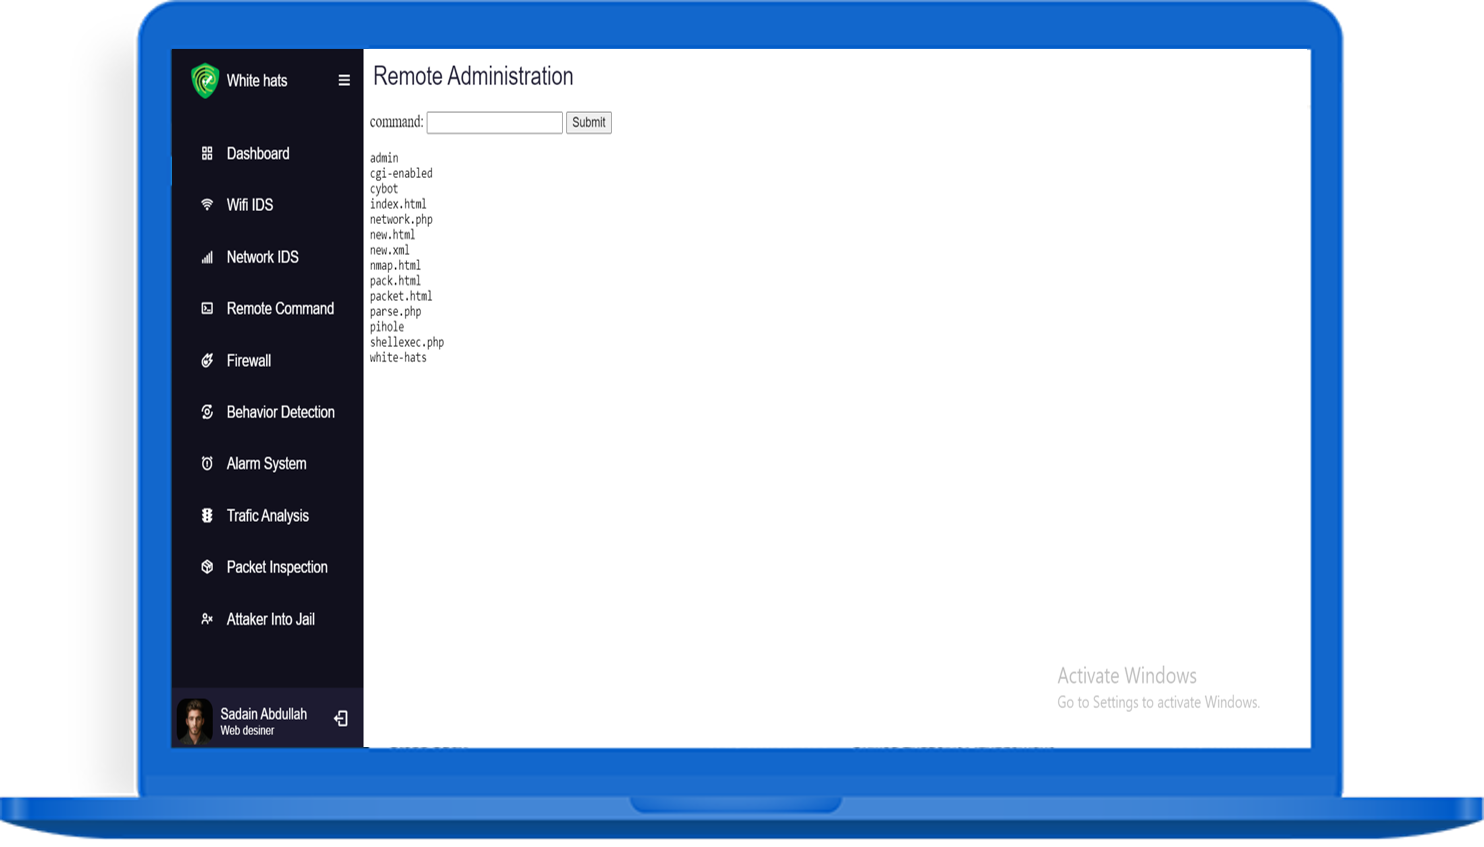 White hats
Dashboard
Wifi IDS
Network IDS
Remote Command
Firewall
Behavior Detection
Alarm System
Trafic Analysis
Packet Inspection
Attaker Into Jail
Sadain Abdullah
Web desiner
Remote Administration
command: Submit
admin
cgi-enabled
cybot
index.html
network.php
new.html
new.xml
nmap.html
pack.html
packet.html
parse.php
pihole
shellexec.php
white-hats
Activate Windows
Go to Settings to activate Windows.